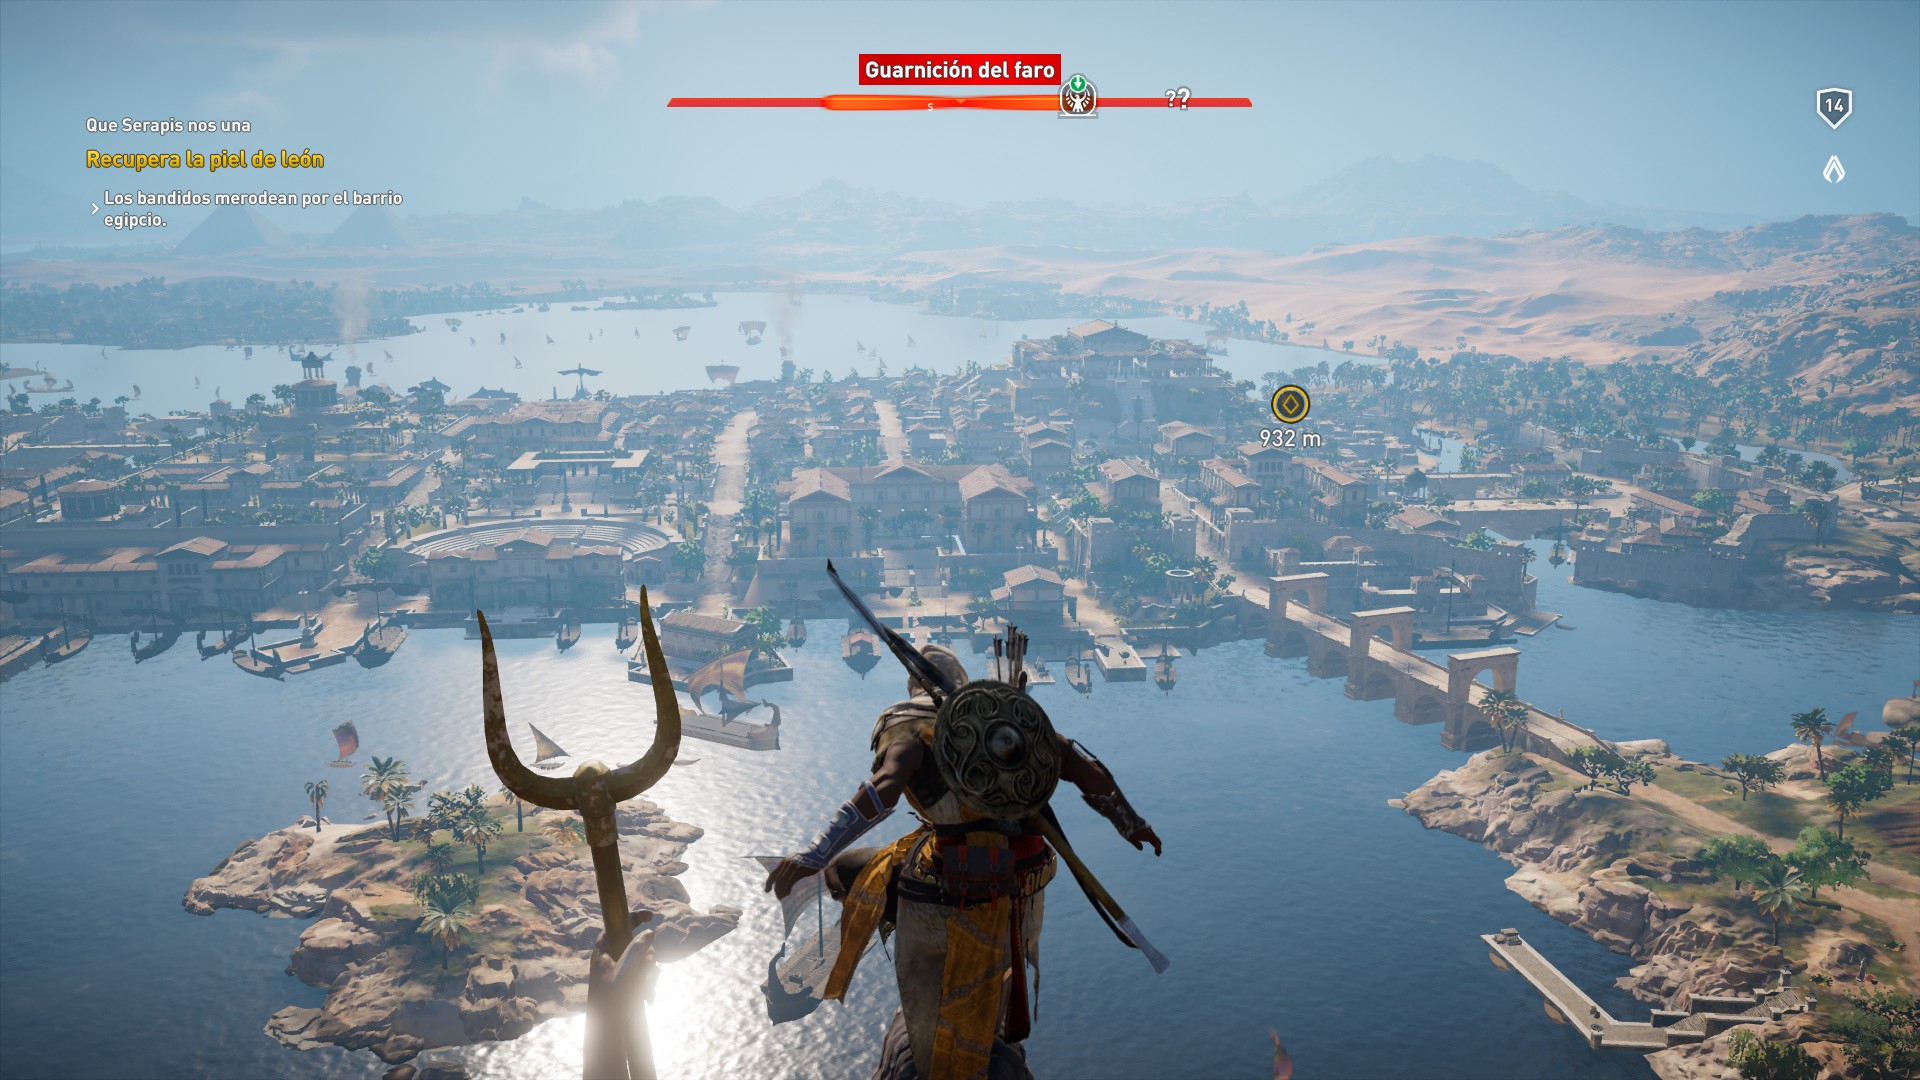 Guarnición del faro
S
??
14
Que Serapis nos una
Recupera la piel de león
Los bandidos merodean por el barrio
egipcio.
932 m